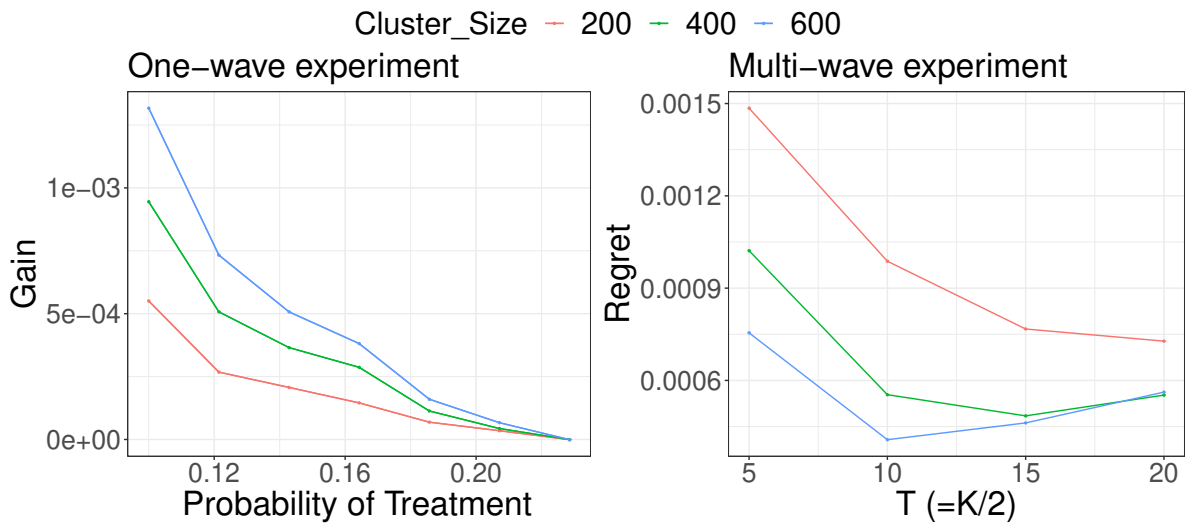 Cluster_Size 200 400 600
One−wave experiment
Gain
1e−03
5e−04
0e+00
0.12 0.16 0.20
Probability of Treatment
Multi−wave experiment
Regret
0.0015
0.0012
0.0009
0.0006
5 10 15 20
T (=K/2)